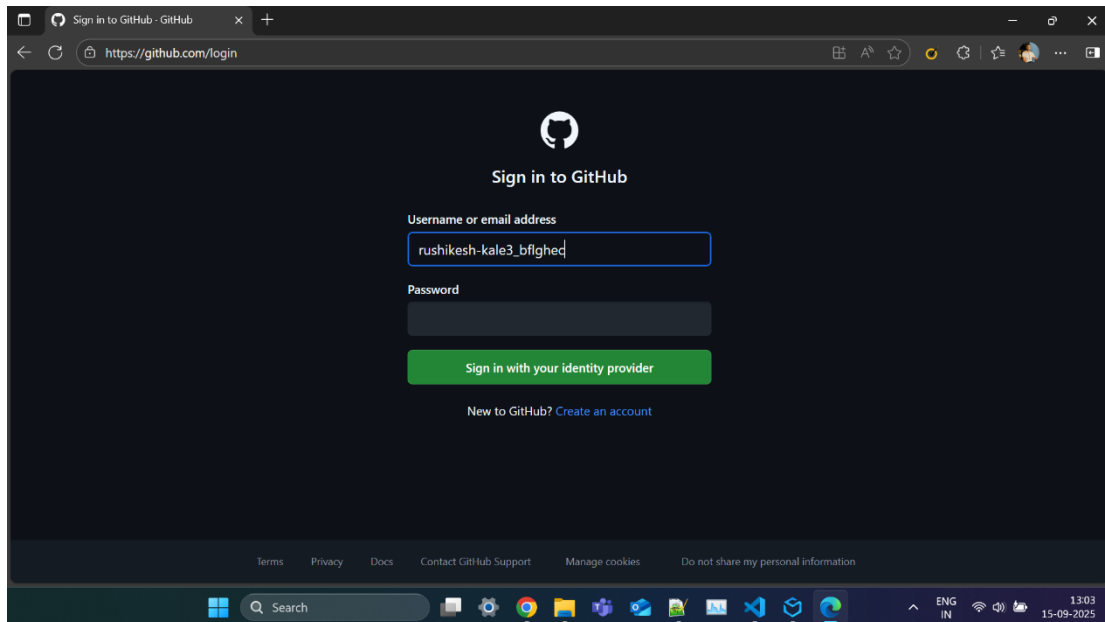 Sign in to GitHub · GitHub
https://github.com/login
Sign in to GitHub
Username or email address
rushikesh-kale3_bflghec
Password
Sign in with your identity provider
New to GitHub? Create an account
Terms Privacy Docs Contact GitHub Support Manage cookies Do not share my personal information
Search
ENG
IN
13:03
15-09-2025